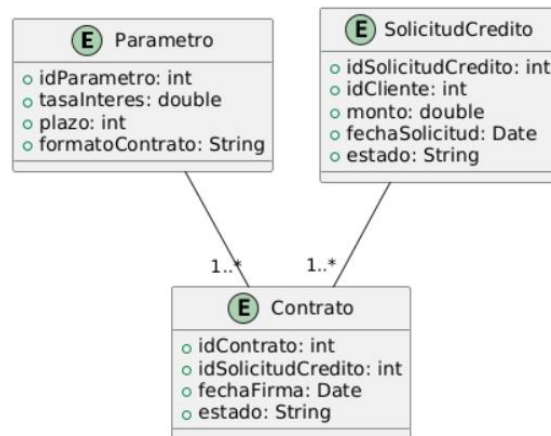 E Parametro
idParametro: int
tasaInteres: double
plazo: int
formatoContrato: String
E SolicitudCredito
idSolicitudCredito: int
idCliente: int
monto: double
fechaSolicitud: Date
estado: String
1..*
1..*
E Contrato
idContrato: int
idSolicitudCredito: int
fechaFirma: Date
estado: String